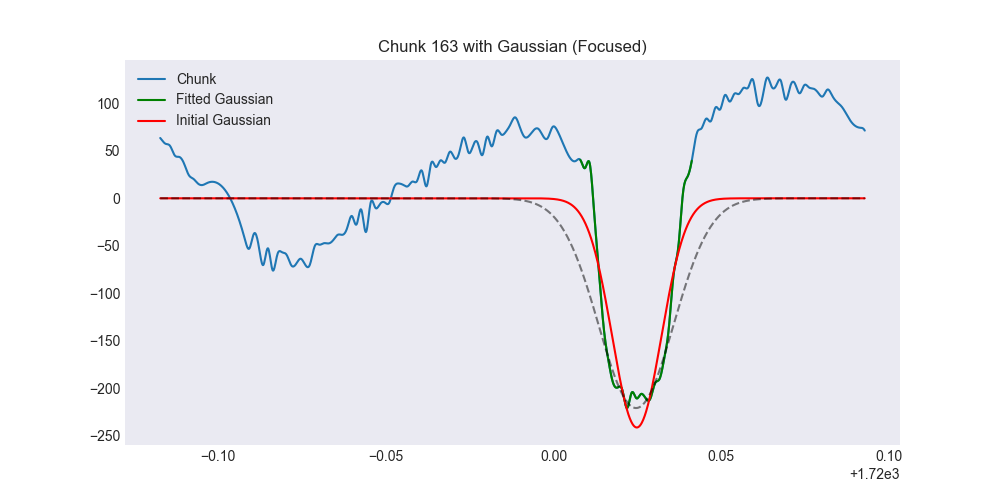 Chunk 163 with Gaussian (Focused)
Chunk
Fitted Gaussian
Initial Gaussian
100
50
0
−50
−100
−150
−200
−250
−0.10
−0.05
0.00
0.05
0.10
+1.72e3